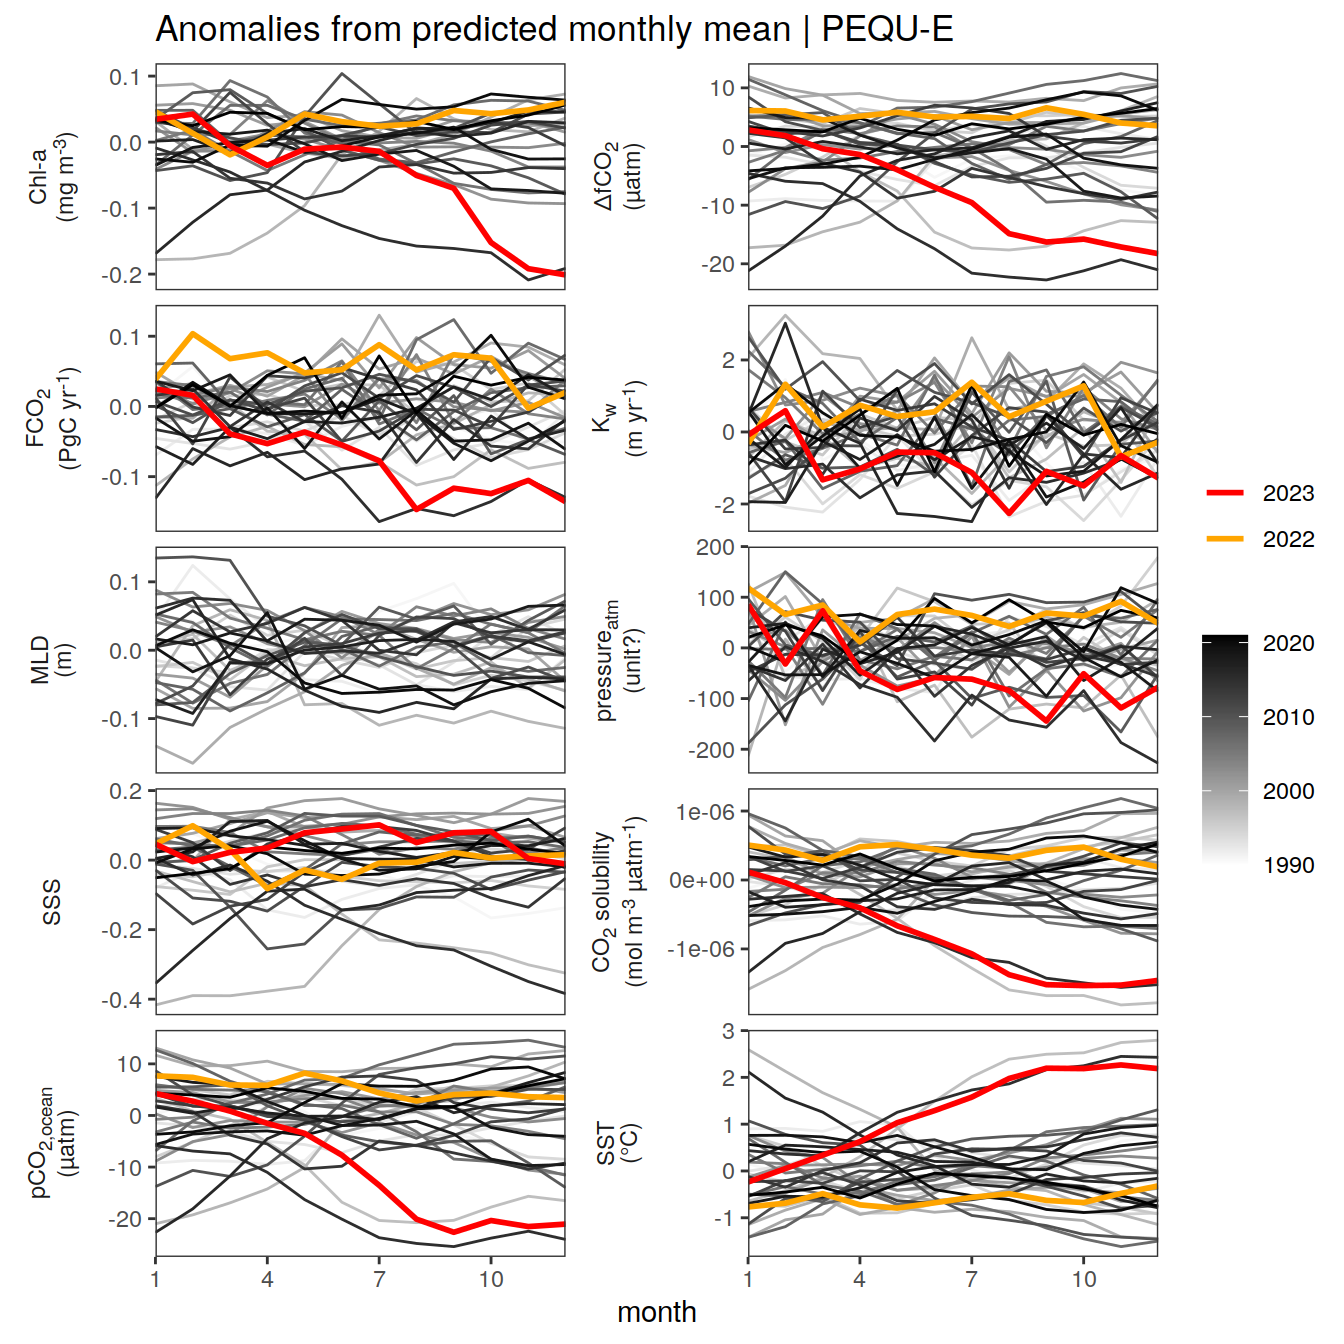 Anomalies from predicted monthly mean | PEQU-E
Chl-a
(mg m-3)
0.1
0.0
-0.1
-0.2
ΔfCO2
(µatm)
10
0
-10
-20
FCO2
(PgC yr-1)
0.1
0.0
-0.1
Kw
(m yr-1)
2
0
-2
MLD
(m)
0.1
0.0
-0.1
pressureatm
(unit?)
200
100
0
-100
-200
SSS
0.2
0.0
-0.2
-0.4
CO2 solubility
(mol m-3 µatm-1)
1e-06
0e+00
-1e-06
pCO2,ocean
(µatm)
10
0
-10
-20
SST
(°C)
3
2
1
0
-1
1 4 7 10
1 4 7 10
month
2023
2022
2020
2010
2000
1990